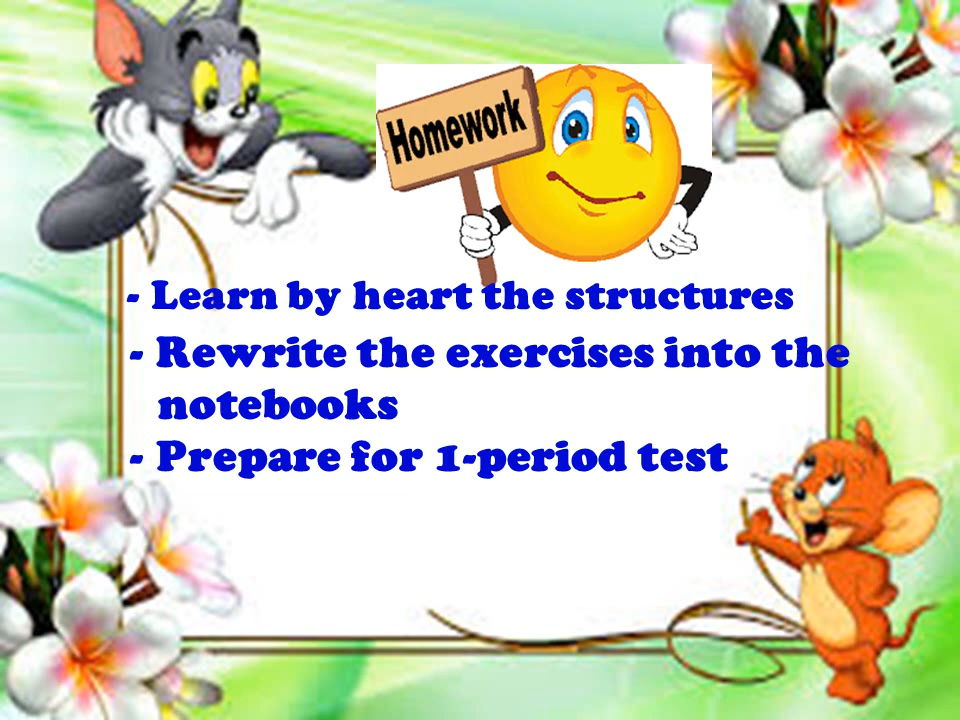 Homework
- Learn by heart the structures
- Rewrite the exercises into the
notebooks
- Prepare for 1-period test